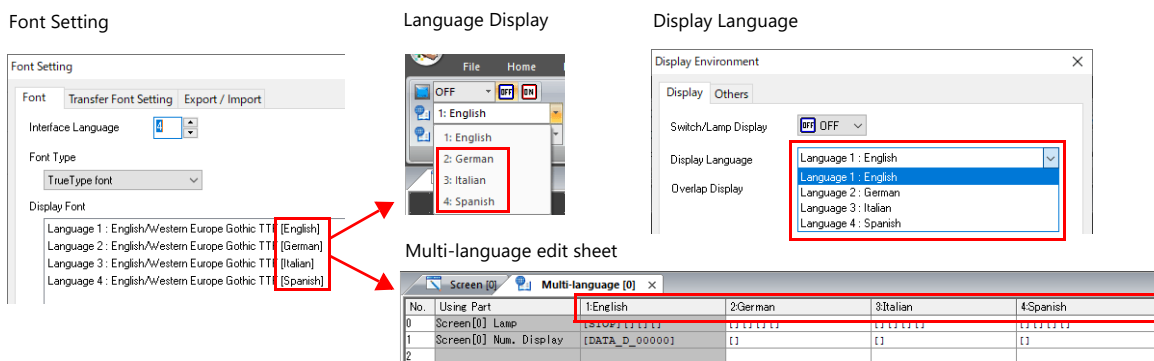 Font Setting
Language Display
Display Language
Font Setting
Font
Transfer Font Setting
Export / Import
Interface Language
4
Font Type
TrueType font
Display Font
Language 1 : English/Western Europe Gothic TTF [English]
Language 2 : English/Western Europe Gothic TTF [German]
Language 3 : English/Western Europe Gothic TTF [Italian]
Language 4 : English/Western Europe Gothic TTF [Spanish]
File
Home
OFF
OFF
ON
1: English
1: English
2: German
3: Italian
4: Spanish
Display Environment
Display
Others
Switch/Lamp Display
OFF
OFF
Display Language
Language 1 : English
Language 1 : English
Language 2 : German
Language 3 : Italian
Language 4 : Spanish
Overlap Display
Multi-language edit sheet
Screen [0]
Multi-language [0]
No.
Using Part
1:English
2:German
3:Italian
4:Spanish
0
Screen[0] Lamp
[STOP][][][]
[][][][]
[][][][]
[][][][]
1
Screen[0] Num. Display
[DATA_D_00000]
[]
[]
[]
2